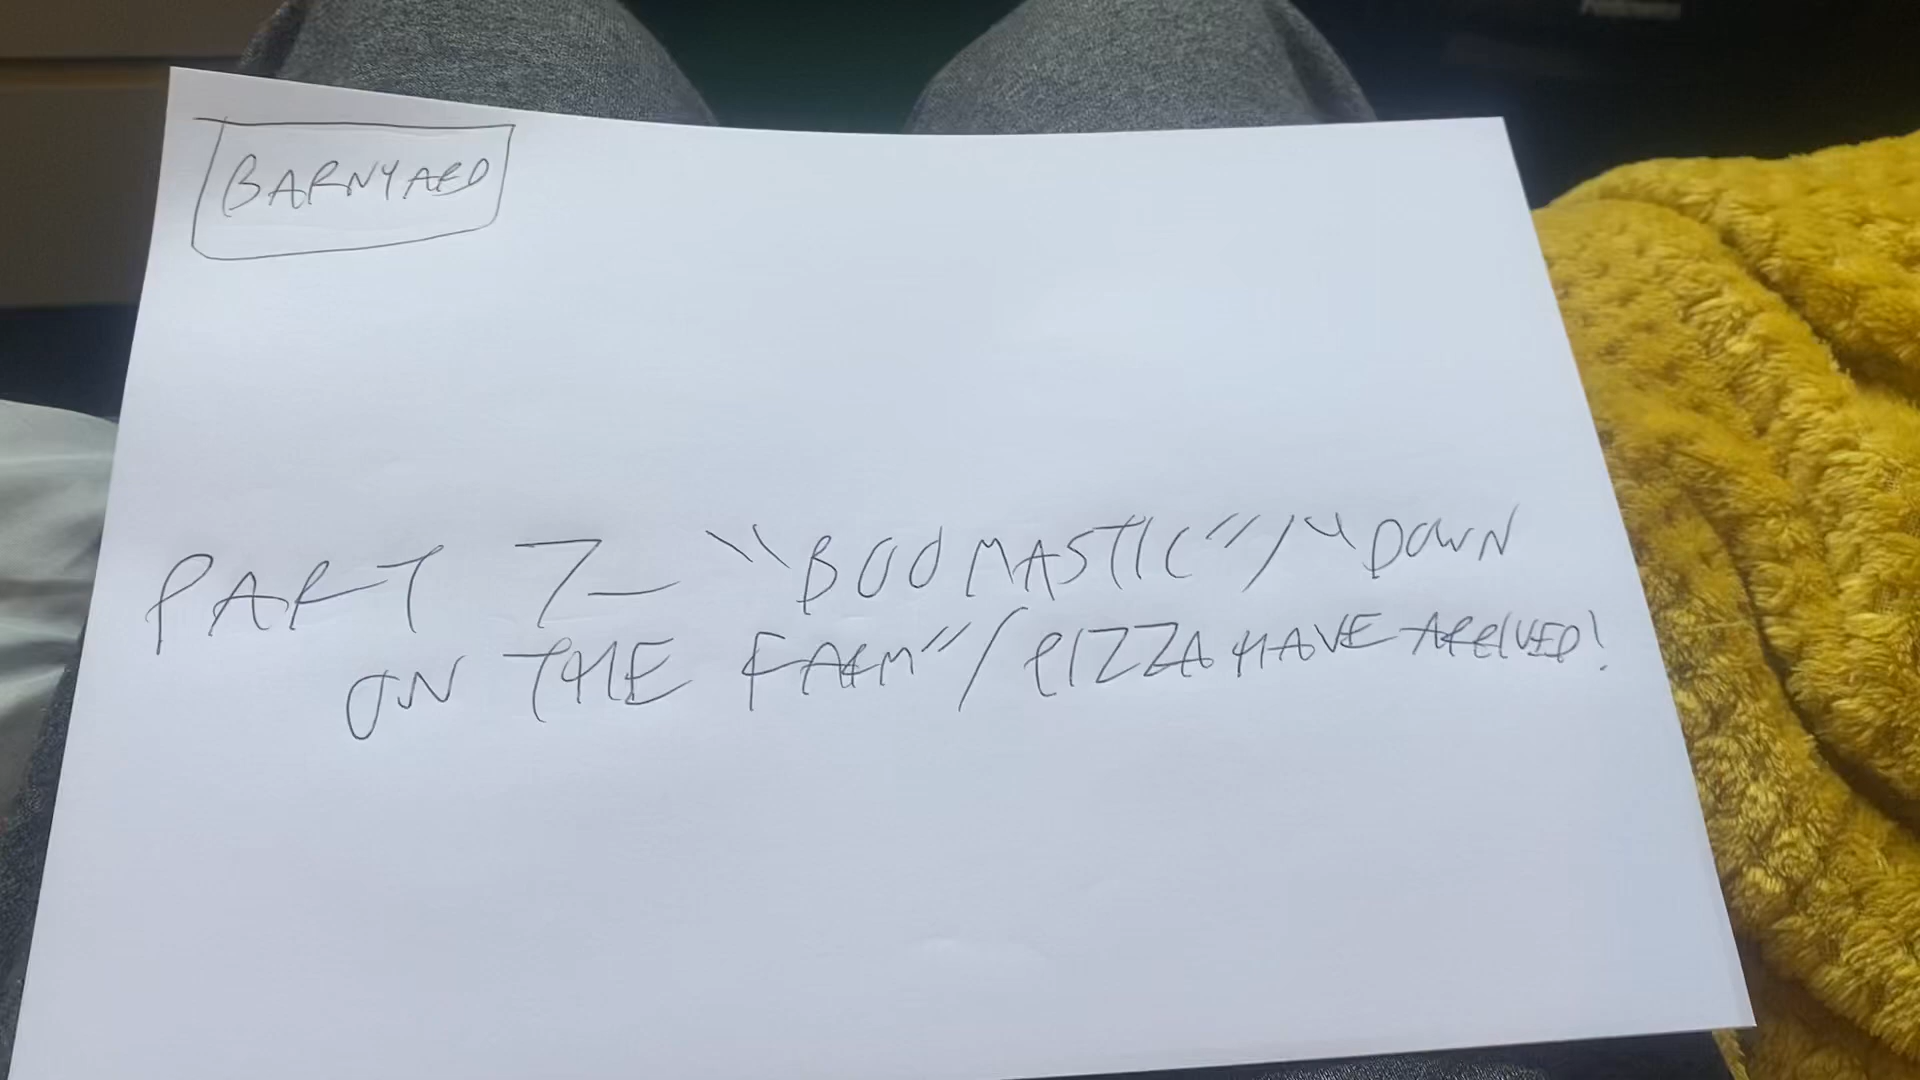 BARNYARD
PART 7- "BOOMASTIC"/"DOWN
ON THE FARM"/PIZZA HAVE ARRIVED!